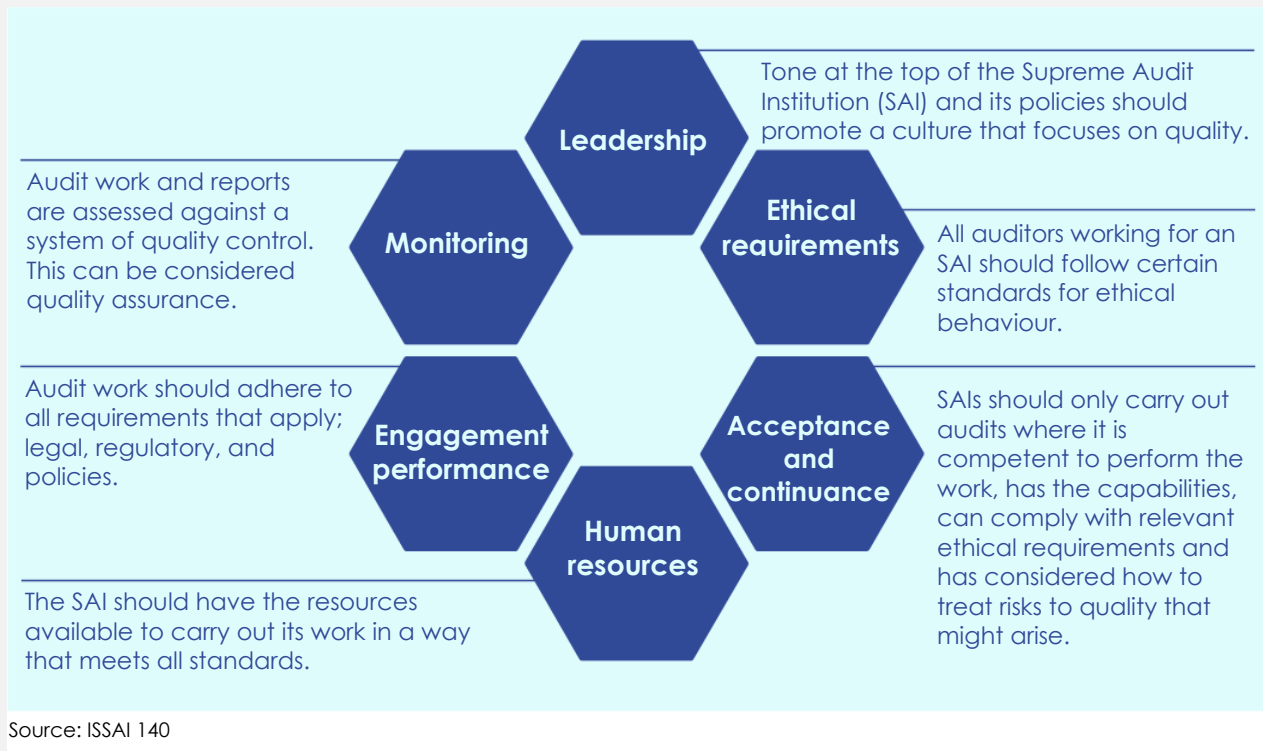 Leadership
Tone at the top of the Supreme Audit
Institution (SAI) and its policies should
promote a culture that focuses on quality.
Ethical
requirements
All auditors working for an
SAI should follow certain
standards for ethical
behaviour.
Acceptance
and
continuance
SAIs should only carry out
audits where it is
competent to perform the
work, has the capabilities,
can comply with relevant
ethical requirements and
has considered how to
treat risks to quality that
might arise.
Human
resources
The SAI should have the resources
available to carry out its work in a way
that meets all standards.
Engagement
performance
Audit work should adhere to
all requirements that apply;
legal, regulatory, and
policies.
Monitoring
Audit work and reports
are assessed against a
system of quality control.
This can be considered
quality assurance.
Source: ISSAI 140